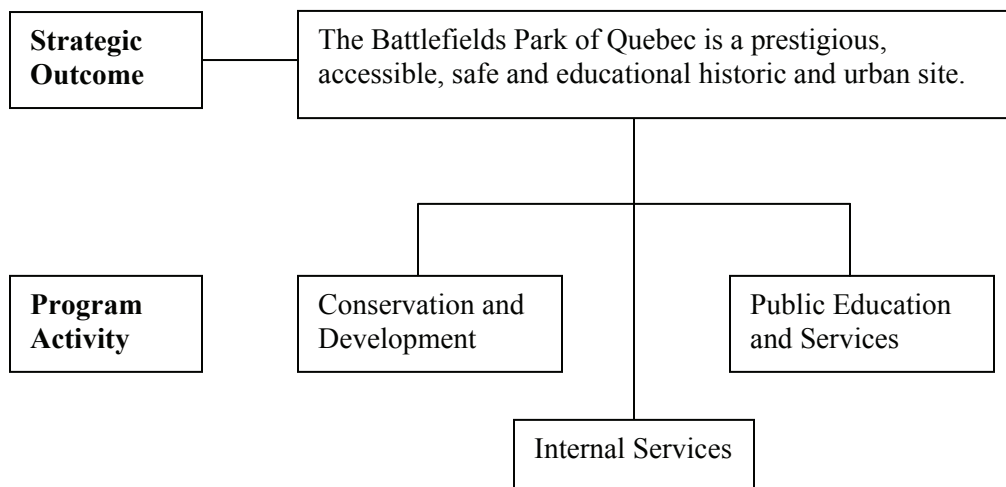 Strategic
Outcome
The Battlefields Park of Quebec is a prestigious,
accessible, safe and educational historic and urban site.
Program
Activity
Conservation and
Development
Public Education
and Services
Internal Services